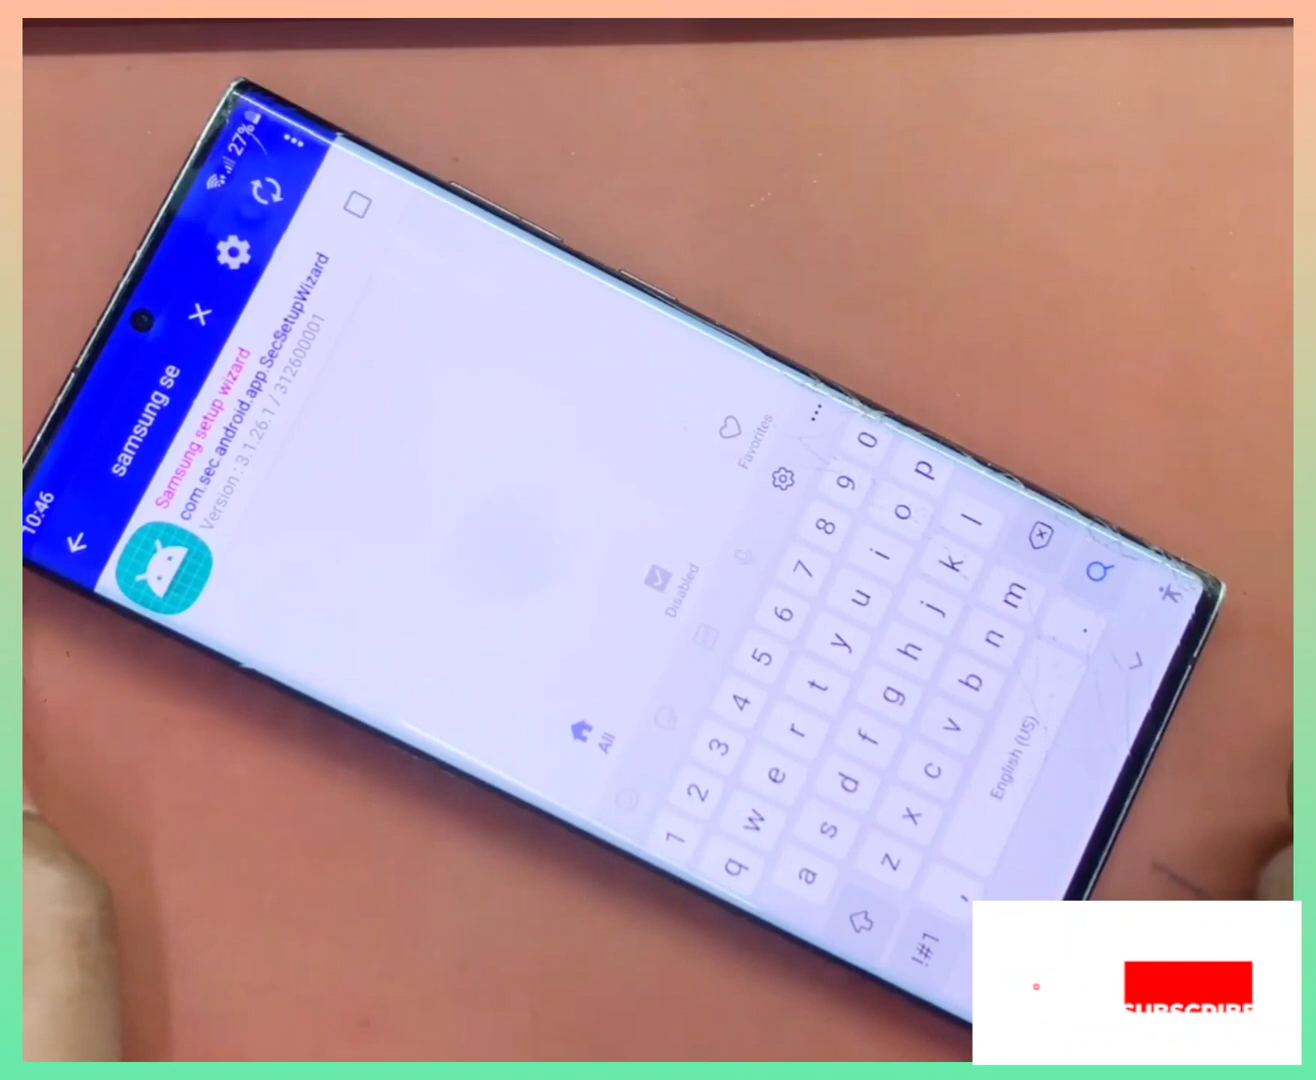 10:46
27%
samsung se
Samsung setup wizard
com.sec.android.app.SecSetupWizard
Version : 3.1.26.1 / 312600001
All
Disabled
Favorites
1 2 3 4 5 6 7 8 9 0
q w e r t y u i o p
a s d f g h j k l
z x c v b n m
!#1 , English (US) .
SUBSCRIBE